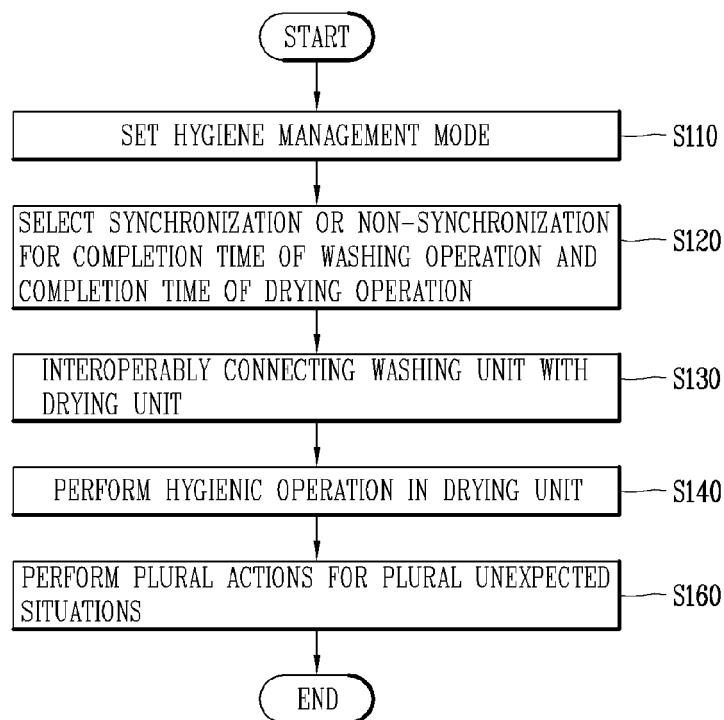 START
SET HYGIENE MANAGEMENT MODE
S110
SELECT SYNCHRONIZATION OR NON-SYNCHRONIZATION
FOR COMPLETION TIME OF WASHING OPERATION AND
COMPLETION TIME OF DRYING OPERATION
S120
INTEROPERABLY CONNECTING WASHING UNIT WITH
DRYING UNIT
S130
PERFORM HYGIENIC OPERATION IN DRYING UNIT
S140
PERFORM PLURAL ACTIONS FOR PLURAL UNEXPECTED
SITUATIONS
S160
END